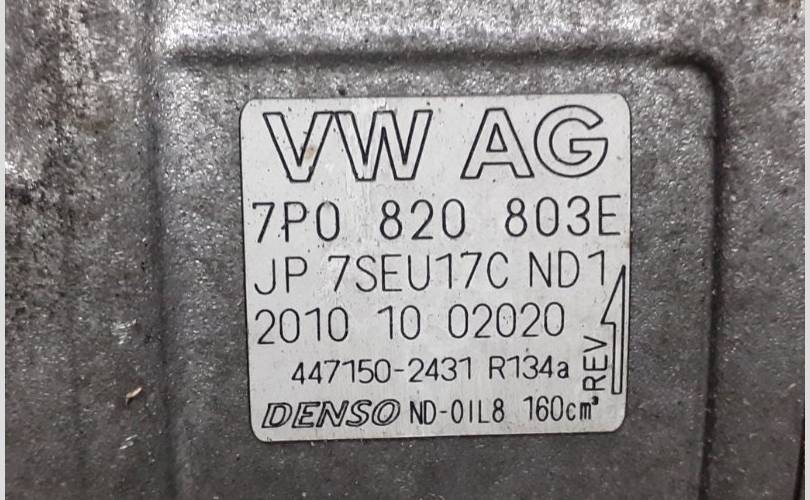 VW AG
7P0 820 803E
JP 7SEU17C ND1
2010 10 02020
447150-2431 R134a
REV
DENSO ND-OIL8 160cm³